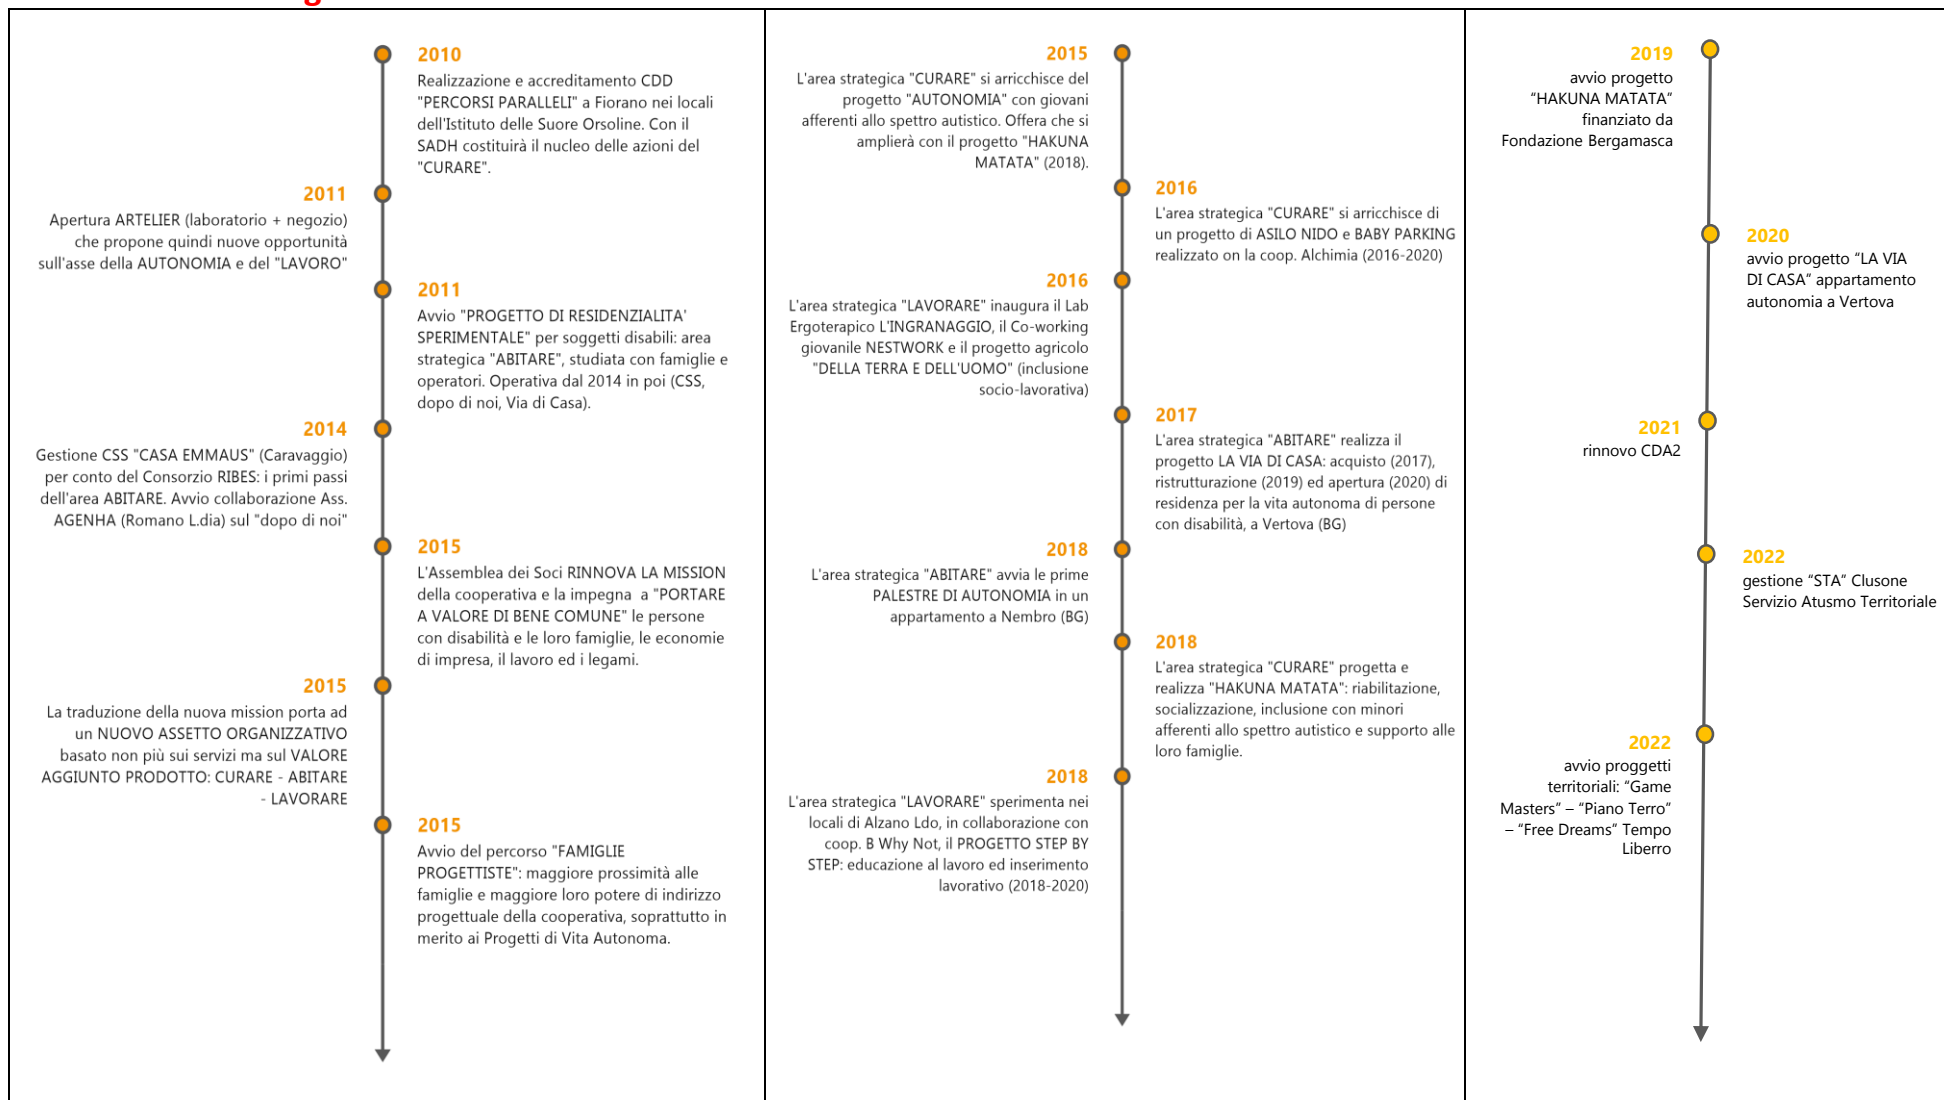 g
2010
Realizzazione e accreditamento CDD
"PERCORSI PARALLELI" a Fiorano nei locali
dell'Istituto delle Suore Orsoline. Con il
SADH costituirà il nucleo delle azioni del
"CURARE".
2011
Apertura ARTELIER (laboratorio + negozio)
che propone quindi nuove opportunità
sull'asse della AUTONOMIA e del "LAVORO"
2011
Avvio "PROGETTO DI RESIDENZIALITA'
SPERIMENTALE" per soggetti disabili: area
strategica "ABITARE", studiata con famiglie e
operatori. Operativa dal 2014 in poi (CSS,
dopo di noi, Via di Casa).
2014
Gestione CSS "CASA EMMAUS" (Caravaggio)
per conto del Consorzio RIBES: i primi passi
dell'area ABITARE. Avvio collaborazione Ass.
AGENHA (Romano L.dia) sul "dopo di noi"
2015
L'Assemblea dei Soci RINNOVA LA MISSION
della cooperativa e la impegna a "PORTARE
A VALORE DI BENE COMUNE" le persone
con disabilità e le loro famiglie, le economie
di impresa, il lavoro ed i legami.
2015
La traduzione della nuova mission porta ad
un NUOVO ASSETTO ORGANIZZATIVO
basato non più sui servizi ma sul VALORE
AGGIUNTO PRODOTTO: CURARE - ABITARE
- LAVORARE
2015
Avvio del percorso "FAMIGLIE
PROGETTISTE": maggiore prossimità alle
famiglie e maggiore loro potere di indirizzo
progettuale della cooperativa, soprattutto in
merito ai Progetti di Vita Autonoma.
2015
L'area strategica "CURARE" si arricchisce del
progetto "AUTONOMIA" con giovani
afferenti allo spettro autistico. Offera che si
amplierà con il progetto "HAKUNA
MATATA" (2018).
2016
L'area strategica "CURARE" si arricchisce di
un progetto di ASILO NIDO e BABY PARKING
realizzato on la coop. Alchimia (2016-2020)
2016
L'area strategica "LAVORARE" inaugura il Lab
Ergoterapico L'INGRANAGGIO, il Co-working
giovanile NESTWORK e il progetto agricolo
"DELLA TERRA E DELL'UOMO" (inclusione
socio-lavorativa)
2017
L'area strategica "ABITARE" realizza il
progetto LA VIA DI CASA: acquisto (2017),
ristrutturazione (2019) ed apertura (2020) di
residenza per la vita autonoma di persone
con disabilità, a Vertova (BG)
2018
L'area strategica "ABITARE" avvia le prime
PALESTRE DI AUTONOMIA in un
appartamento a Nembro (BG)
2018
L'area strategica "CURARE" progetta e
realizza "HAKUNA MATATA": riabilitazione,
socializzazione, inclusione con minori
afferenti allo spettro autistico e supporto alle
loro famiglie.
2018
L'area strategica "LAVORARE" sperimenta nei
locali di Alzano Ldo, in collaborazione con
coop. B Why Not, il PROGETTO STEP BY
STEP: educazione al lavoro ed inserimento
lavorativo (2018-2020)
2019
avvio progetto
“HAKUNA MATATA”
finanziato da
Fondazione Bergamasca
2020
avvio progetto “LA VIA
DI CASA” appartamento
autonomia a Vertova
2021
rinnovo CDA2
2022
gestione “STA” Clusone
Servizio Atusmo Territoriale
2022
avvio proggetti
territoriali: “Game
Masters” – “Piano Terro”
– “Free Dreams” Tempo
Liberro